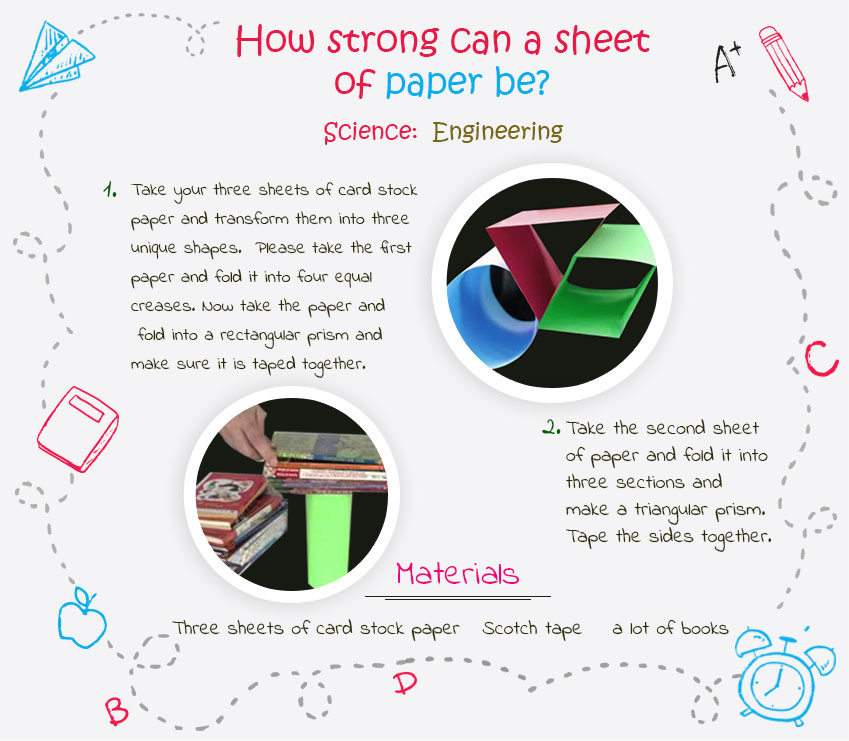 How strong can a sheet
of paper be?
A+
Science: Engineering
1. Take your three sheets of card stock
paper and transform them into three
unique shapes. Please take the first
paper and fold it into four equal
creases. Now take the paper and
fold into a rectangular prism and
make sure it is taped together.
C
2. Take the second sheet
of paper and fold it into
three sections and
make a triangular prism.
Tape the sides together.
Materials
Three sheets of card stock paper Scotch tape a lot of books
B
D